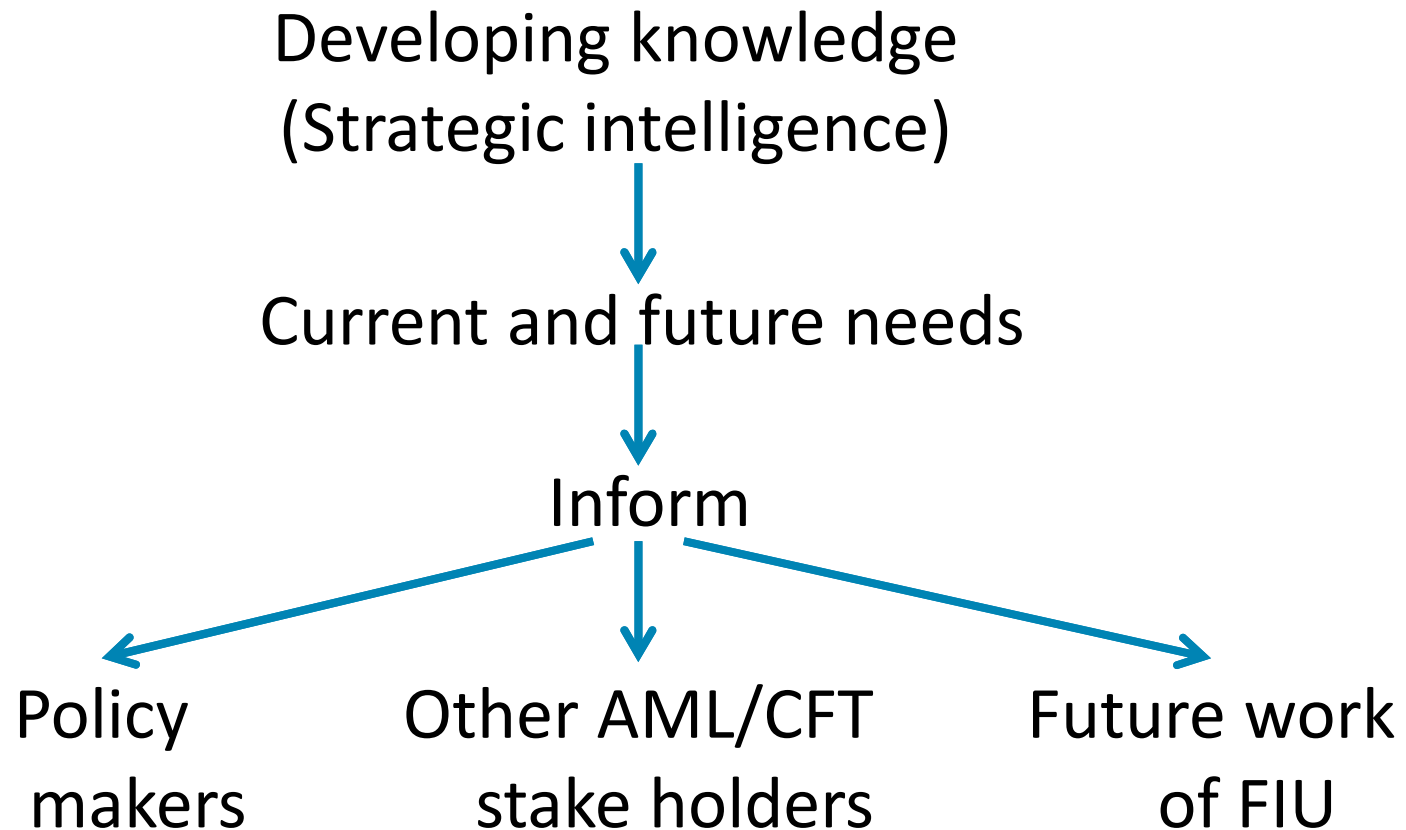 Developing knowledge
(Strategic intelligence)
Current and future needs
Inform
Policy
makers
Other AML/CFT
stake holders
Future work
of FIU